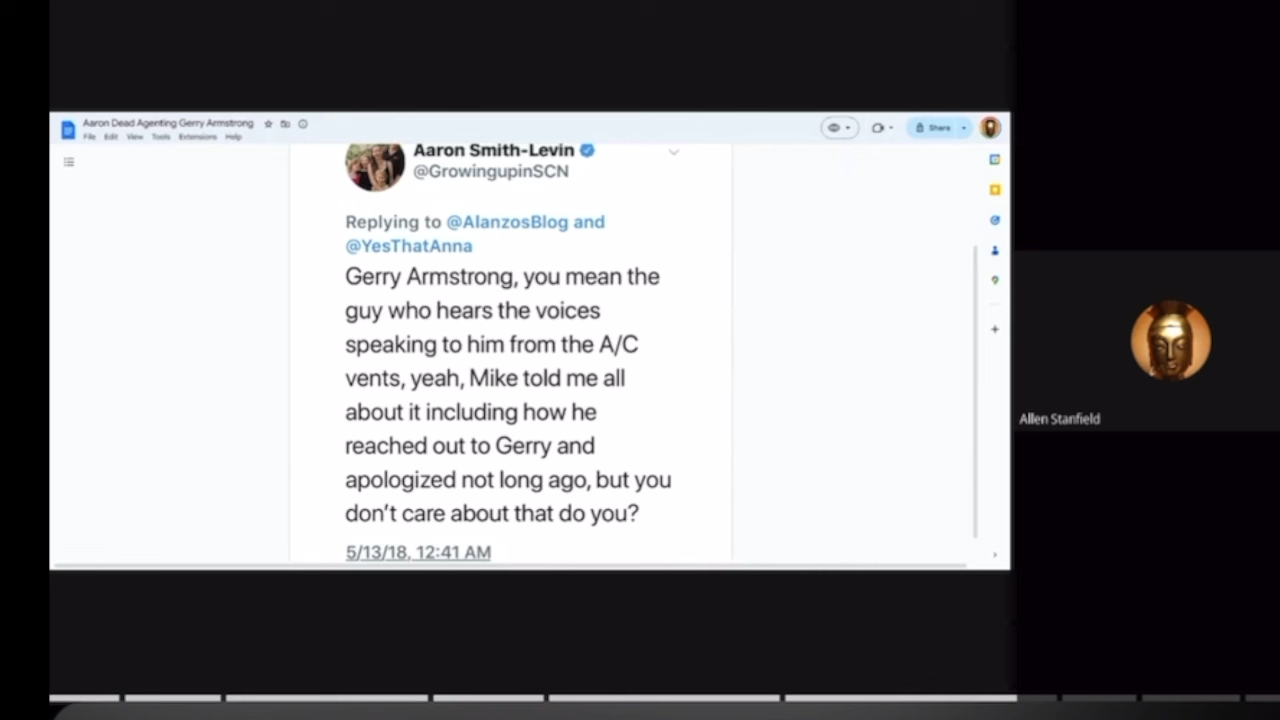 Aaron Dead Agenting Gerry Armstrong
File Edit View Tools Extensions Help
Share
Aaron Smith-Levin
@GrowingupinSCN
Replying to @AlanzosBlog and
@YesThatAnna
Gerry Armstrong, you mean the
guy who hears the voices
speaking to him from the A/C
vents, yeah, Mike told me all
about it including how he
reached out to Gerry and
apologized not long ago, but you
don't care about that do you?
5/13/18, 12:41 AM
Allen Stanfield